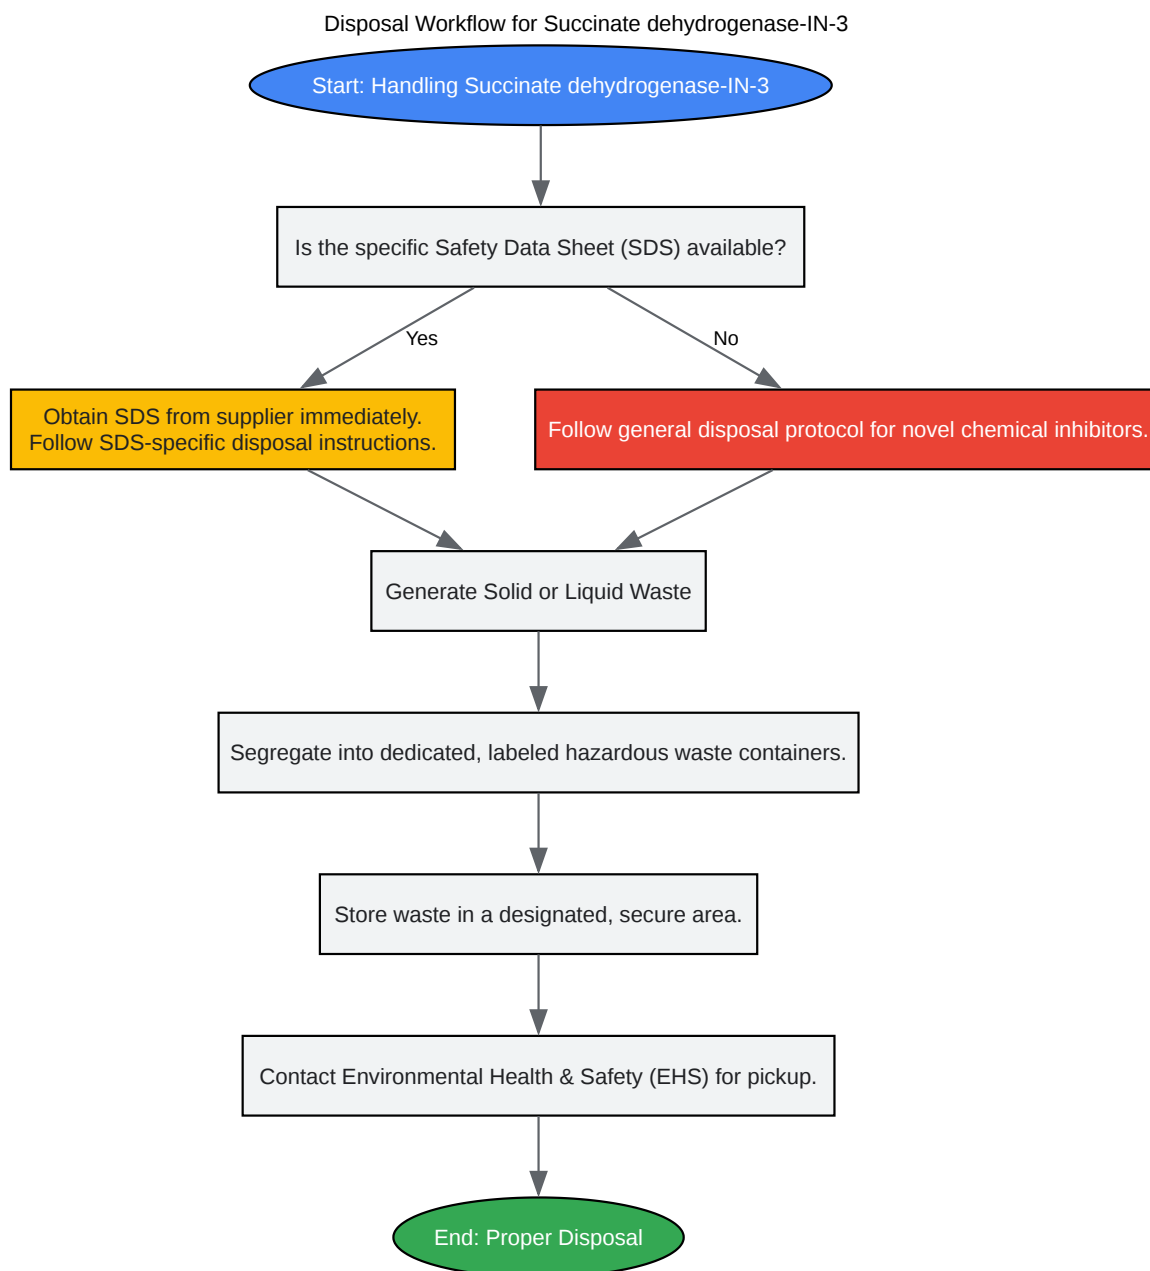 Disposal Workflow for Succinate dehydrogenase-IN-3
Start: Handling Succinate dehydrogenase-IN-3
Is the specific Safety Data Sheet (SDS) available?
Yes
No
Obtain SDS from supplier immediately.
Follow SDS-specific disposal instructions.
Follow general disposal protocol for novel chemical inhibitors.
Generate Solid or Liquid Waste
Segregate into dedicated, labeled hazardous waste containers.
Store waste in a designated, secure area.
Contact Environmental Health & Safety (EHS) for pickup.
End: Proper Disposal